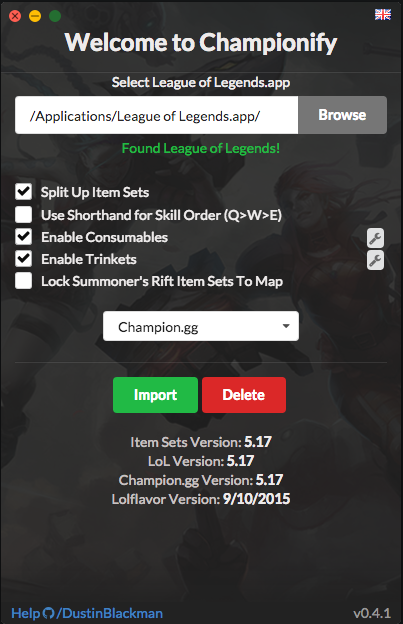 Welcome to Championify
Select League of Legends.app
/Applications/League of Legends.app/ Browse
Found League of Legends!
Split Up Item Sets
Use Shorthand for Skill Order (Q>W>E)
Enable Consumables
Enable Trinkets
Lock Summoner's Rift Item Sets To Map
Champion.gg
Import Delete
Item Sets Version: 5.17
LoL Version: 5.17
Champion.gg Version: 5.17
Lolflavor Version: 9/10/2015
Help /DustinBlackman v0.4.1